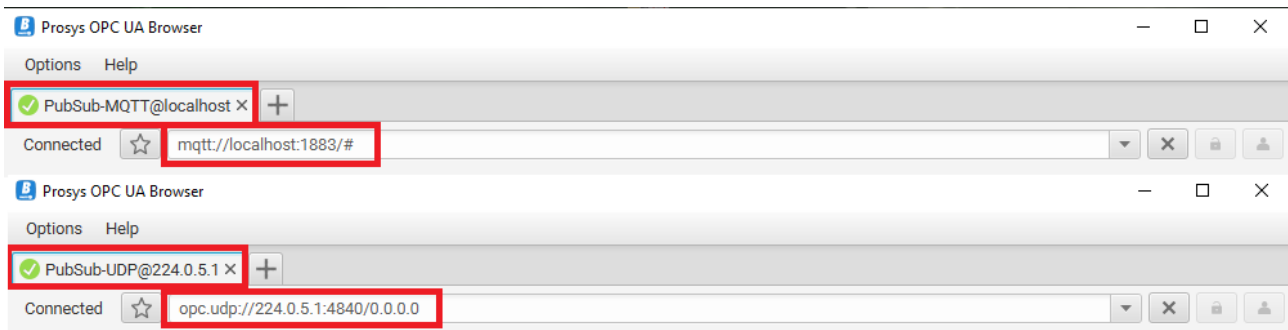 Prosys OPC UA Browser
Options Help
PubSub-MQTT@localhost
Connected mqtt://localhost:1883/#
Prosys OPC UA Browser
Options Help
PubSub-UDP@224.0.5.1
Connected opc.udp://224.0.5.1:4840/0.0.0.0